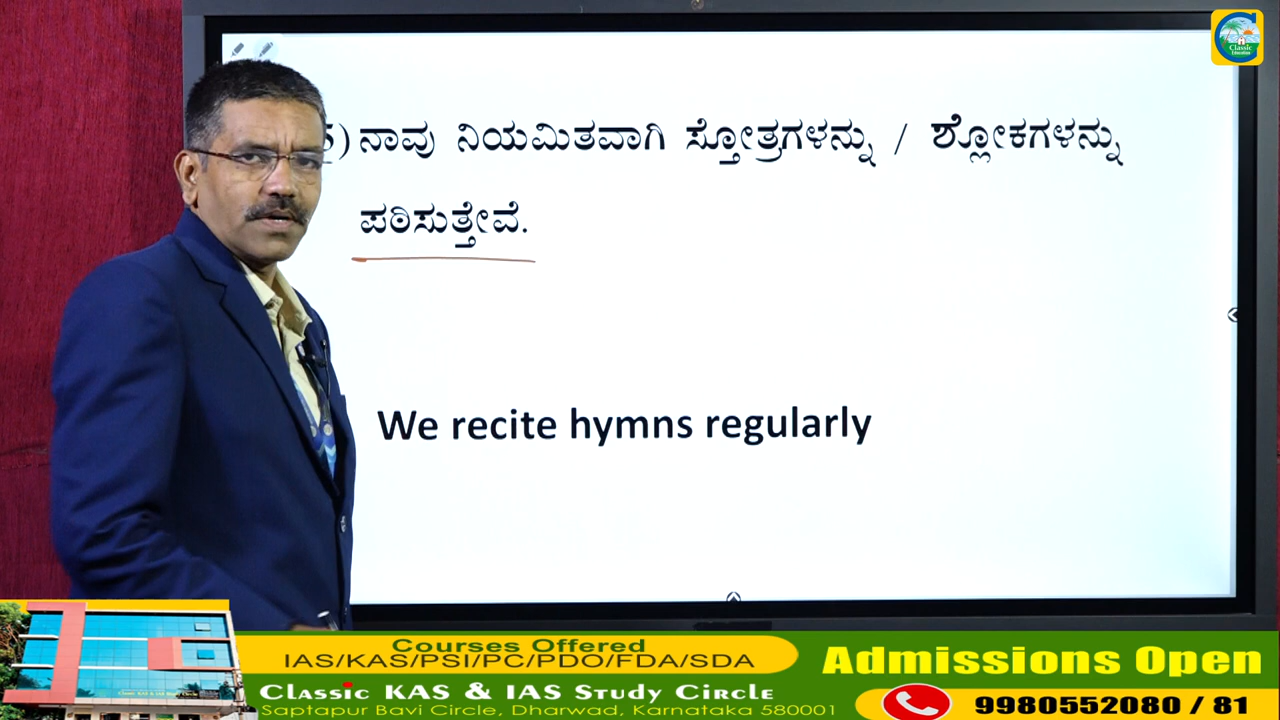 ) ನಾವು ನಿಯಮಿತವಾಗಿ ಸ್ತೋತ್ರಗಳನ್ನು / ಶ್ಲೋಕಗಳನ್ನು
ಪಠಿಸುತ್ತೇವೆ.
We recite hymns regularly
Classic
Education
Courses Offered
IAS/KAS/PSI/PC/PDO/FDA/SDA
Classic KAS & IAS Study Circle
Saptapur Bavi Circle, Dharwad, Karnataka 580001
Admissions Open
9980552080 / 81